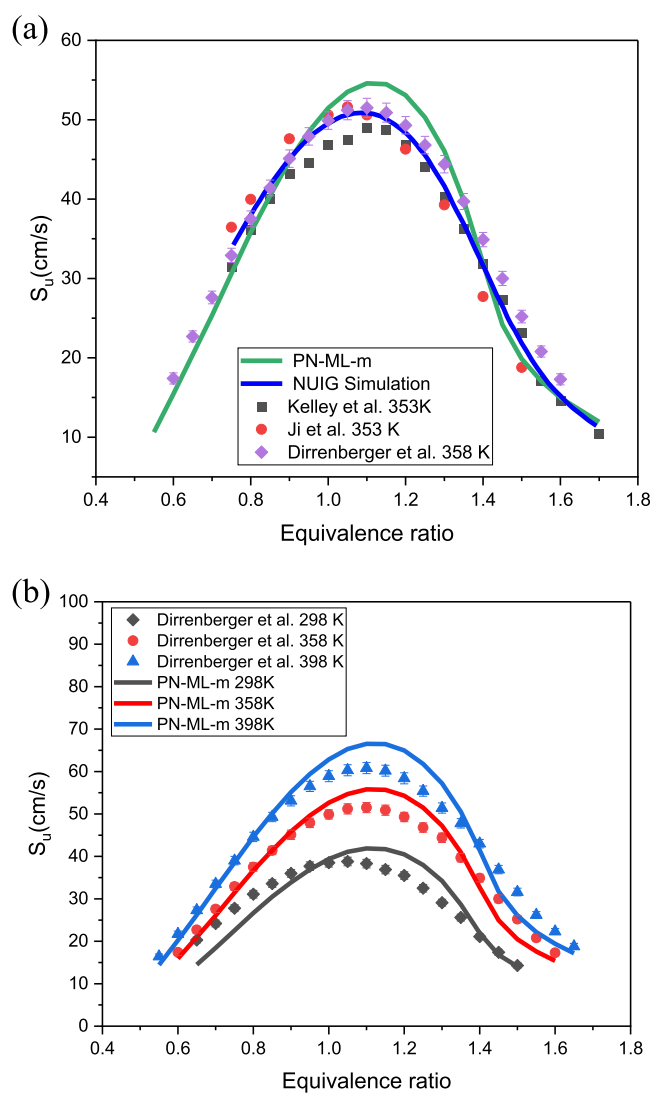 (a)
60
50
40
30
20
10
S_u(cm/s)
PN-ML-m
NUIG Simulation
Kelley et al. 353K
Ji et al. 353 K
Dirrenberger et al. 358 K
0.4 0.6 0.8 1.0 1.2 1.4 1.6 1.8
Equivalence ratio
(b)
100
90
80
70
60
50
40
30
20
10
0
S_u(cm/s)
Dirrenberger et al. 298 K
Dirrenberger et al. 358 K
Dirrenberger et al. 398 K
PN-ML-m 298K
PN-ML-m 358K
PN-ML-m 398K
0.4 0.6 0.8 1.0 1.2 1.4 1.6 1.8
Equivalence ratio